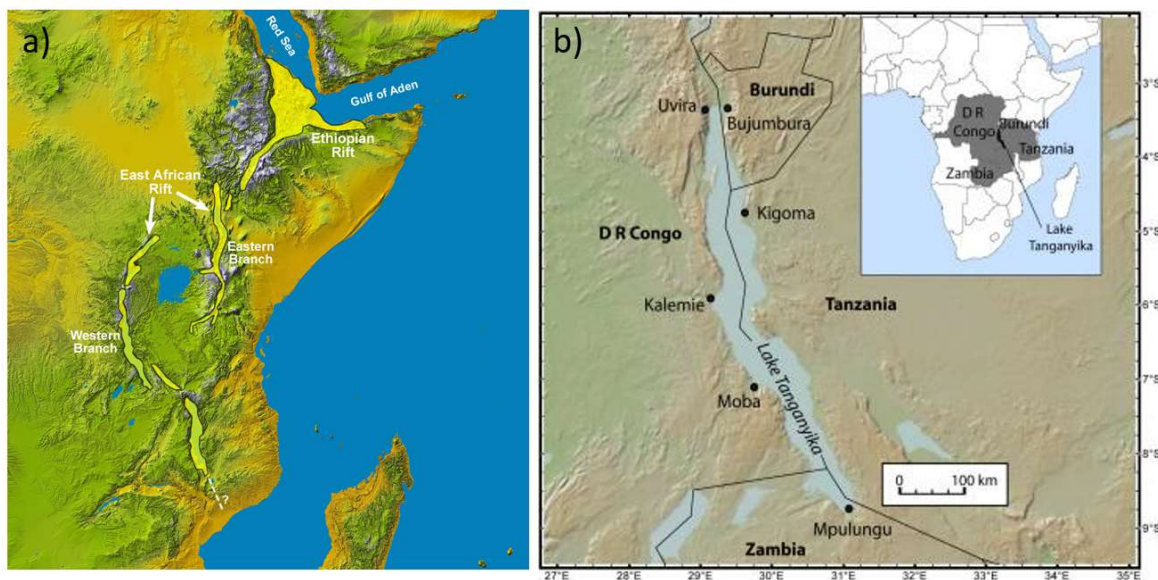 a)
Red Sea
Gulf of Aden
Ethiopian
Rift
East African
Rift
Eastern
Branch
Western
Branch
?
b)
Burundi
Uvira
Bujumbura
Kigoma
D R Congo
Kalemie
Tanzania
Lake Tanganyika
Moba
Mpulungu
Zambia
0
100 km
D R
Congo
Burundi
Tanzania
Zambia
Lake
Tanganyika
3°S
4°S
5°S
6°S
7°S
8°S
9°S
27°E
28°E
29°E
30°E
31°E
32°E
33°E
34°E
35°E